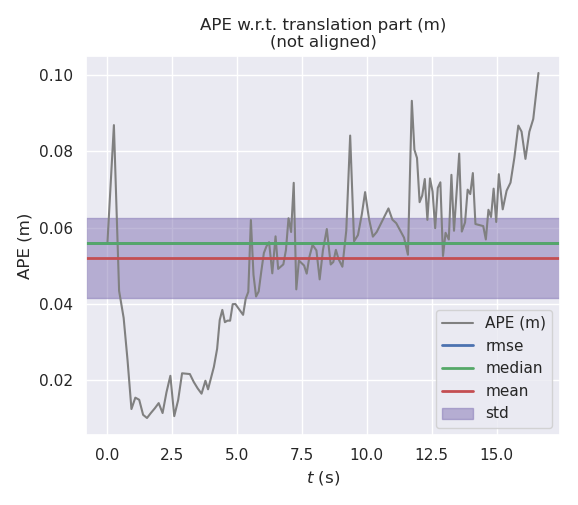 APE w.r.t. translation part (m)
(not aligned)
0.10
0.08
0.06
0.04
0.02
APE (m)
0.0 2.5 5.0 7.5 10.0 12.5 15.0
t (s)
APE (m)
rmse
median
mean
std